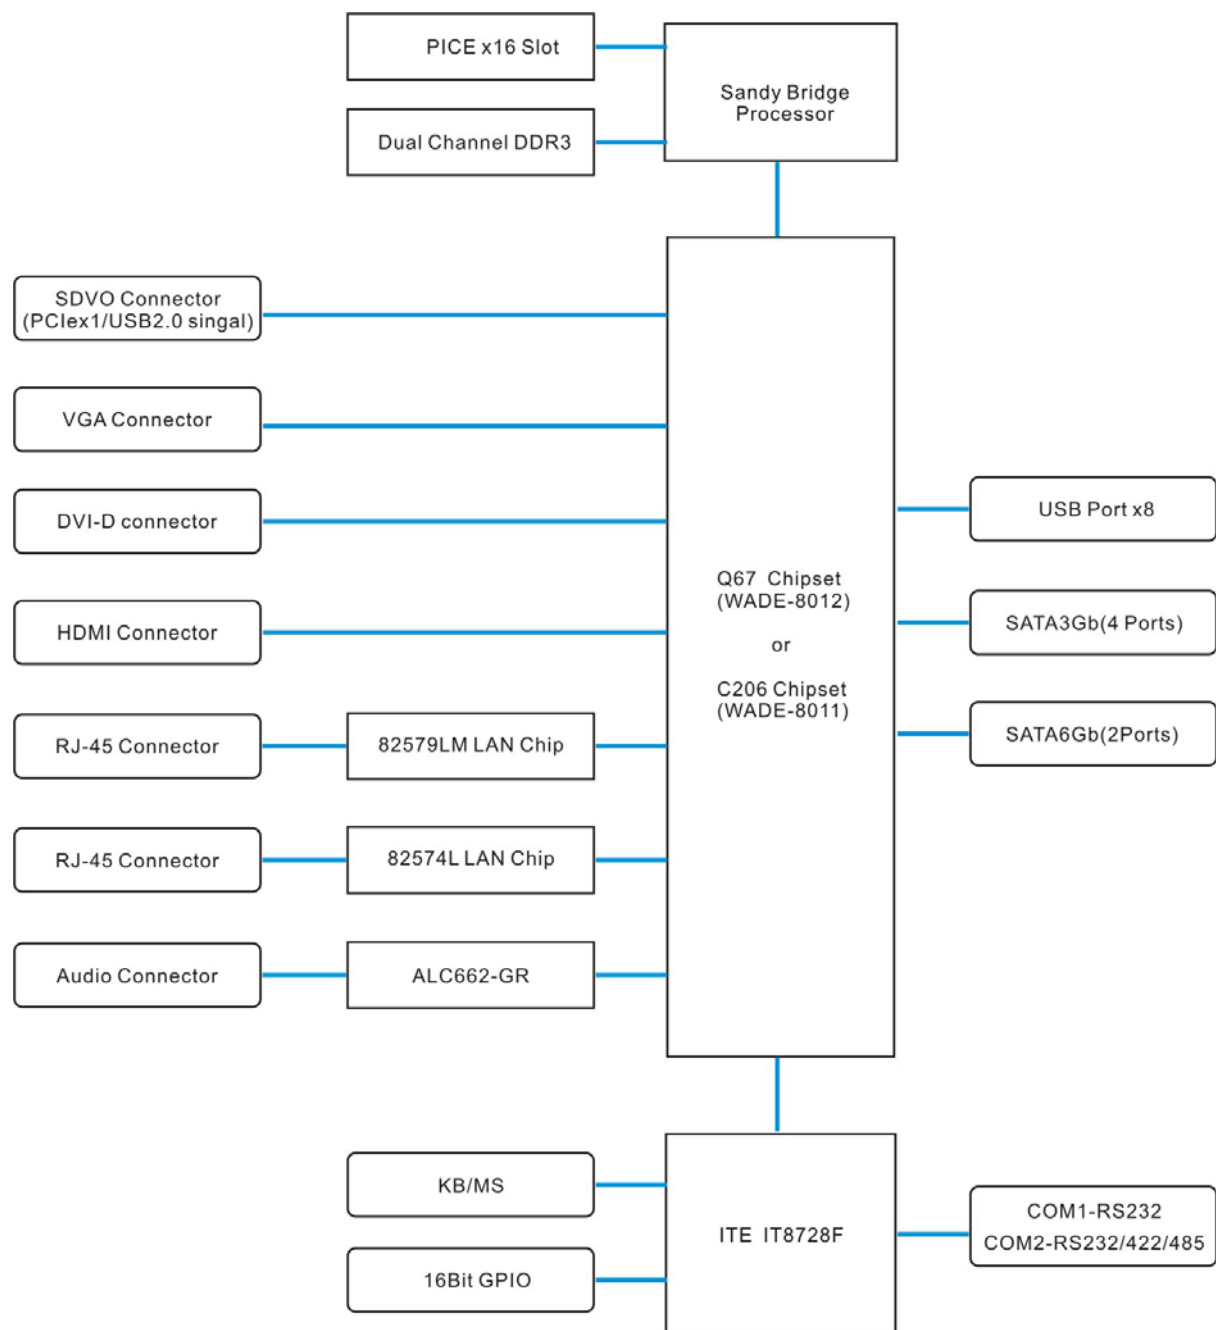 PICE x16 Slot
Sandy Bridge
Processor
Dual Channel DDR3
SDVO Connector
(PCIex1/USB2.0 singal)
VGA Connector
DVI-D connector
HDMI Connector
RJ-45 Connector
82579LM LAN Chip
RJ-45 Connector
82574L LAN Chip
Audio Connector
ALC662-GR
Q67 Chipset
(WADE-8012)
or
C206 Chipset
(WADE-8011)
USB Port x8
SATA3Gb(4 Ports)
SATA6Gb(2Ports)
KB/MS
16Bit GPIO
ITE IT8728F
COM1-RS232
COM2-RS232/422/485